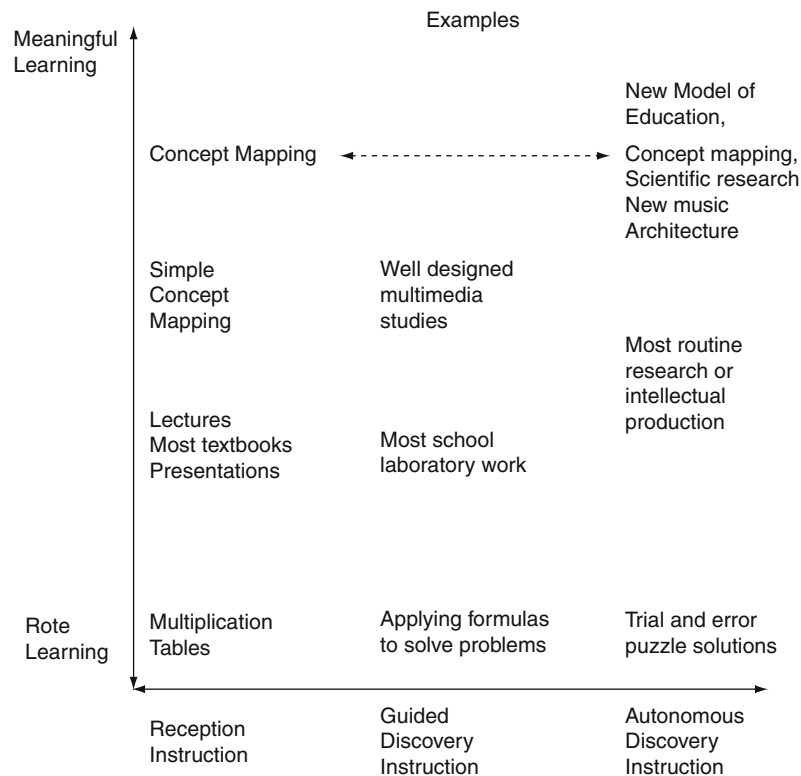 Examples
Meaningful
Learning
New Model of
Education,
Concept Mapping
Concept mapping,
Scientific research
New music
Architecture
Simple
Concept
Mapping
Well designed
multimedia
studies
Most routine
research or
intellectual
production
Lectures
Most textbooks
Presentations
Most school
laboratory work
Rote
Learning
Multiplication
Tables
Applying formulas
to solve problems
Trial and error
puzzle solutions
Reception
Instruction
Guided
Discovery
Instruction
Autonomous
Discovery
Instruction